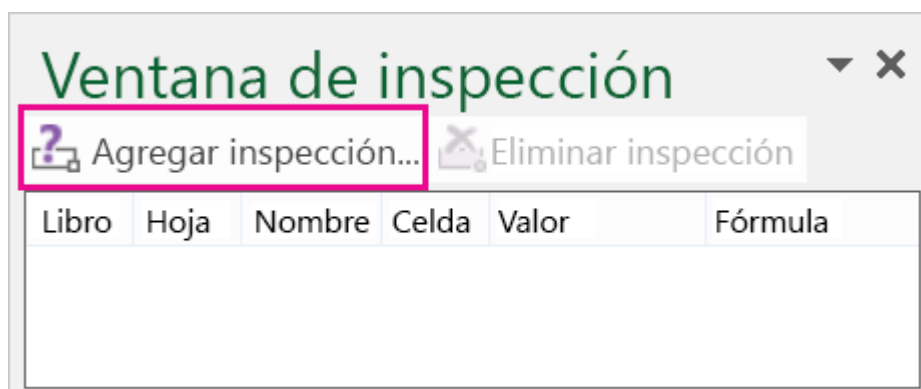 Ventana de inspección
Agregar inspección... Eliminar inspección
Libro Hoja Nombre Celda Valor Fórmula